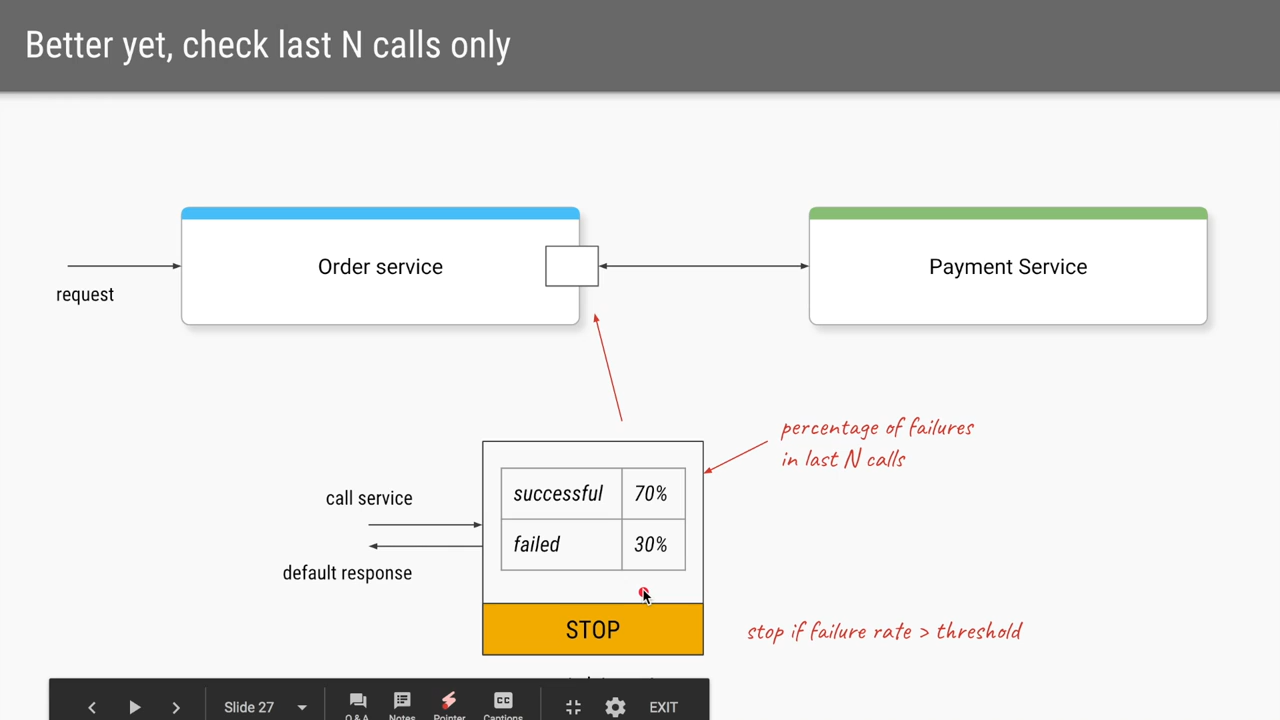 Better yet, check last N calls only
Order service
Payment Service
request
percentage of failures
in last N calls
call service
successful 70%
failed 30%
default response
STOP
stop if failure rate > threshold
Slide 27
Q & A
Notes
Pointer
Captions
EXIT